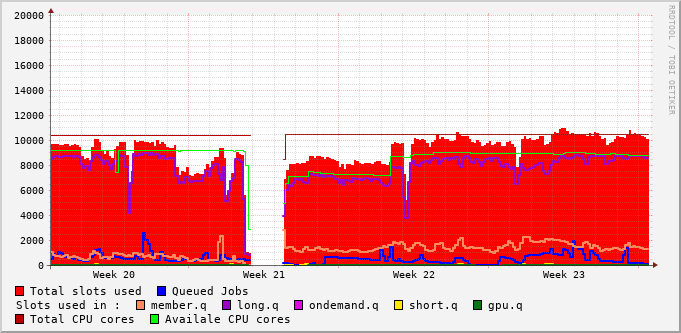 RRDTOOL / TOBI OETIKER
20000
18000
16000
14000
12000
10000
8000
6000
4000
2000
0
Week 20 Week 21 Week 22 Week 23
Total slots used Queued Jobs
Slots used in : member.q long.q ondemand.q short.q gpu.q
Total CPU cores Availale CPU cores